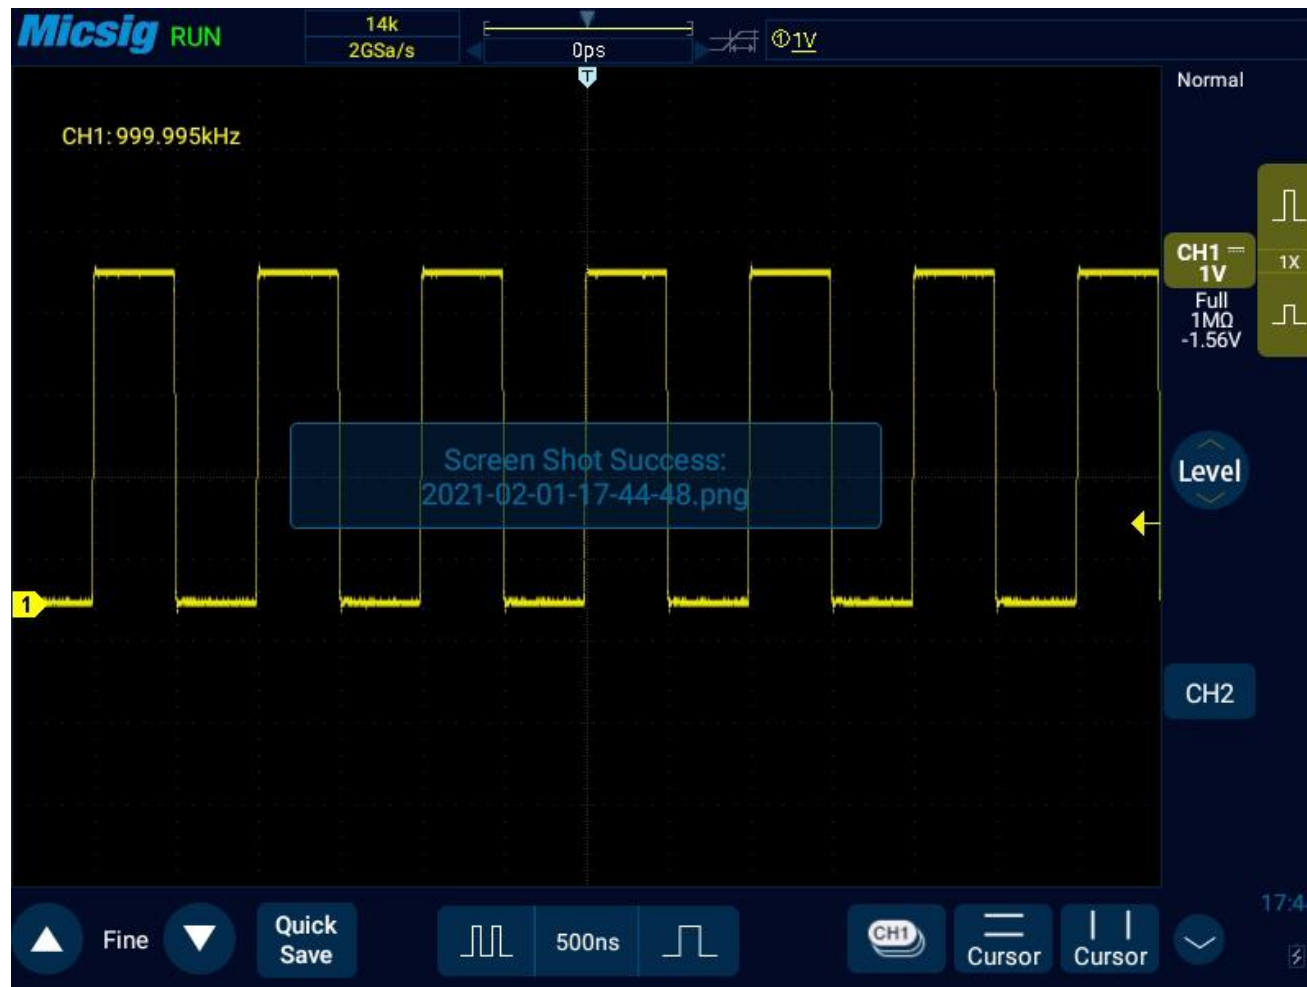 Micsig RUN
14k
2GSa/s
0ps
T
①1V
Normal
CH1: 999.995kHz
CH1
1V
1X
Full
1MΩ
-1.56V
Screen Shot Success:
2021-02-01-17-44-48.png
Level
1
CH2
Fine
Quick
Save
500ns
CH1
Cursor
Cursor